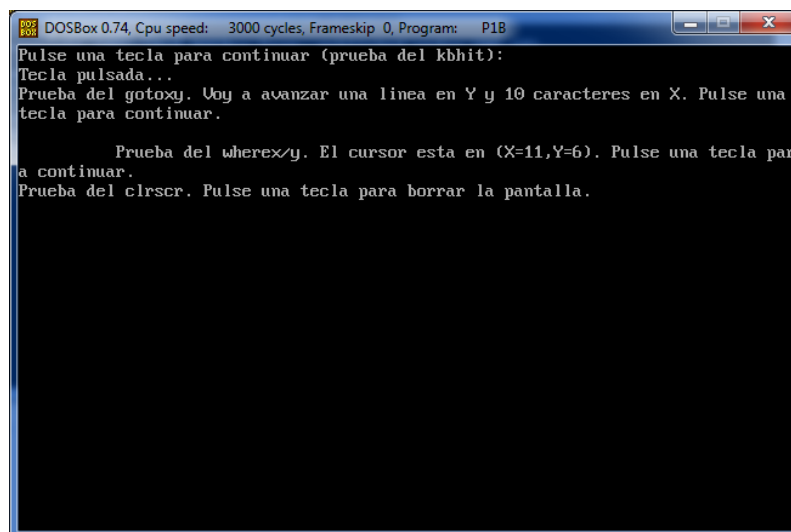 DOSBox 0.74, Cpu speed: 3000 cycles, Frameskip 0, Program: P1B
Pulse una tecla para continuar (prueba del kbhit):
Tecla pulsada...
Prueba del gotoxy. Voy a avanzar una linea en Y y 10 caracteres en X. Pulse una
tecla para continuar.
Prueba del wherex/y. El cursor esta en (X=11,Y=6). Pulse una tecla par
a continuar.
Prueba del clrscr. Pulse una tecla para borrar la pantalla.